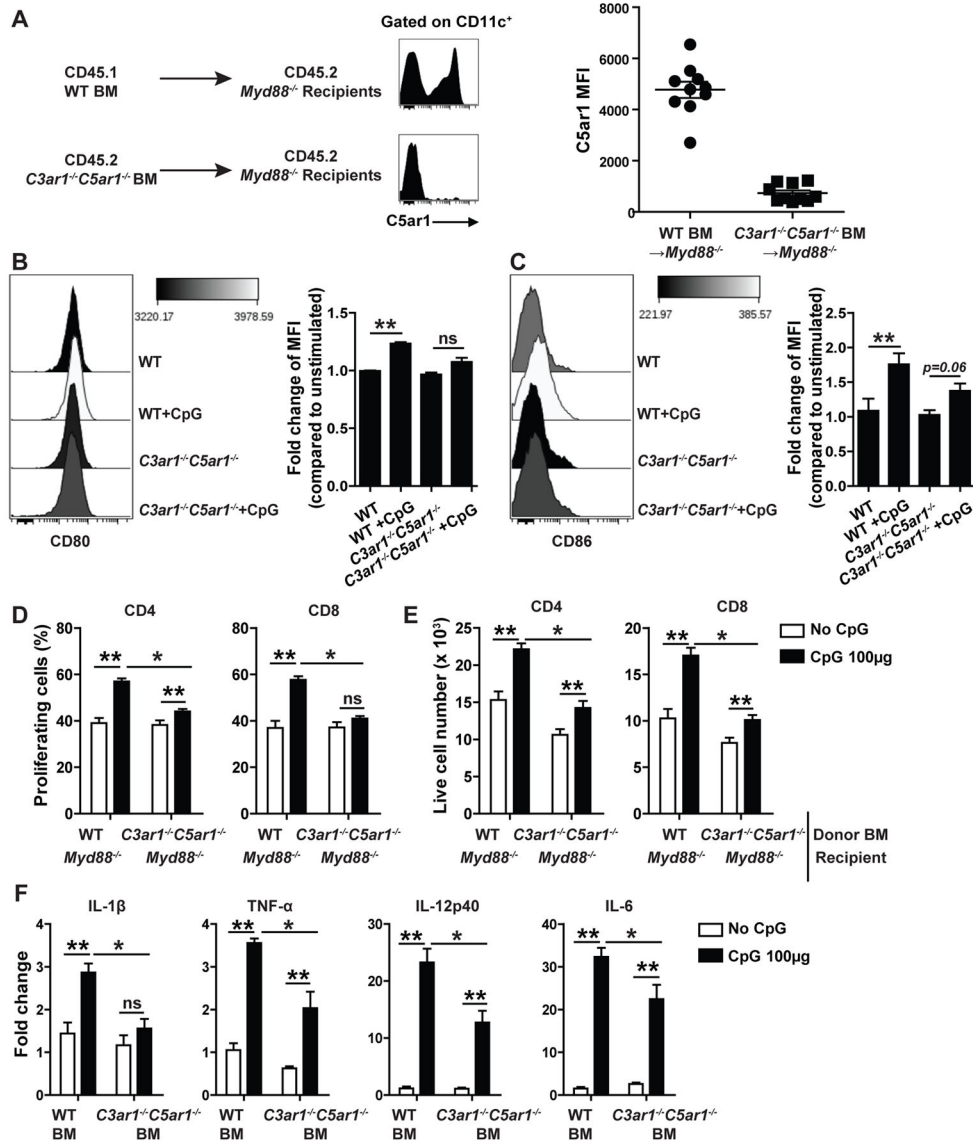 A
Gated on CD11c⁺
CD45.1
WT BM
CD45.2
Myd88⁻/⁻ Recipients
CD45.2
C3ar1⁻/⁻C5ar1⁻/⁻ BM
CD45.2
Myd88⁻/⁻ Recipients
C5ar1
C5ar1 MFI
8000
6000
4000
2000
0
WT BM
→Myd88⁻/⁻
C3ar1⁻/⁻C5ar1⁻/⁻ BM
→Myd88⁻/⁻
B
3220.17
3978.59
WT
WT+CpG
C3ar1⁻/⁻C5ar1⁻/⁻
C3ar1⁻/⁻C5ar1⁻/⁻+CpG
CD80
Fold change of MFI
(compared to unstimulated)
1.5
1.0
0.5
0.0
**
ns
WT
WT +CpG
C3ar1⁻/⁻C5ar1⁻/⁻
C3ar1⁻/⁻C5ar1⁻/⁻ +CpG
C
221.97
385.57
WT
WT+CpG
C3ar1⁻/⁻C5ar1⁻/⁻
C3ar1⁻/⁻C5ar1⁻/⁻+CpG
CD86
Fold change of MFI
(compared to unstimulated)
2.0
1.5
1.0
0.5
0.0
**
p=0.06
WT
WT +CpG
C3ar1⁻/⁻C5ar1⁻/⁻
C3ar1⁻/⁻C5ar1⁻/⁻ +CpG
D
CD4
Proliferating cells (%)
80
60
40
20
0
**
*
**
WT
C3ar1⁻/⁻C5ar1⁻/⁻
Myd88⁻/⁻
Myd88⁻/⁻
CD8
80
60
40
20
0
**
*
ns
WT
C3ar1⁻/⁻C5ar1⁻/⁻
Myd88⁻/⁻
Myd88⁻/⁻
E
CD4
Live cell number (x 10³)
25
20
15
10
5
0
**
*
**
WT
C3ar1⁻/⁻C5ar1⁻/⁻
Myd88⁻/⁻
Myd88⁻/⁻
CD8
20
15
10
5
0
**
*
**
WT
C3ar1⁻/⁻C5ar1⁻/⁻
Myd88⁻/⁻
Myd88⁻/⁻
No CpG
CpG 100µg
Donor BM
Recipient
F
IL-1β
Fold change
4
3
2
1
0
**
*
ns
WT
BM
C3ar1⁻/⁻C5ar1⁻/⁻
BM
TNF-α
4
3
2
1
0
**
*
**
WT
BM
C3ar1⁻/⁻C5ar1⁻/⁻
BM
IL-12p40
30
20
10
0
**
*
**
WT
BM
C3ar1⁻/⁻C5ar1⁻/⁻
BM
IL-6
40
30
20
10
0
**
*
**
WT
BM
C3ar1⁻/⁻C5ar1⁻/⁻
BM
No CpG
CpG 100µg